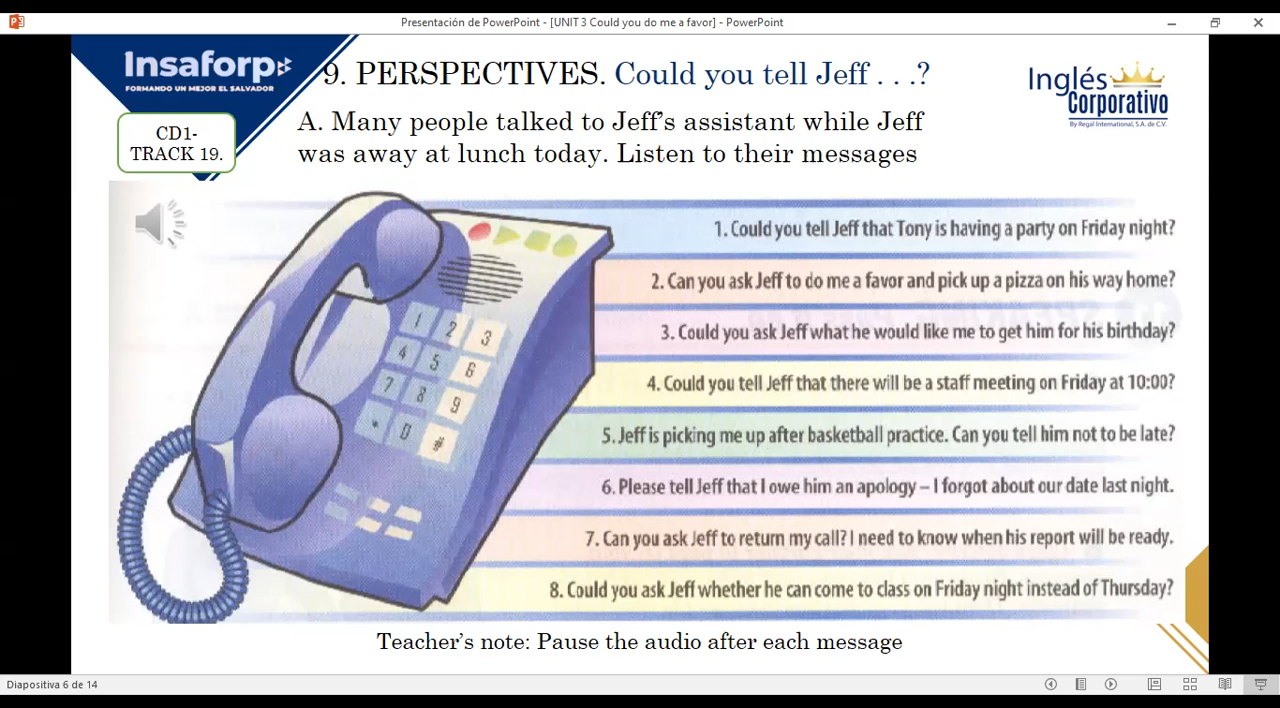 Presentación de PowerPoint - [UNIT 3 Could you do me a favor] - PowerPoint
Insaforp
FORMANDO UN MEJOR EL SALVADOR
9. PERSPECTIVES. Could you tell Jeff . . .?
Inglés
Corporativo
By Regal International, S.A. de C.V.
CD1-
TRACK 19.
A. Many people talked to Jeff's assistant while Jeff
was away at lunch today. Listen to their messages
1. Could you tell Jeff that Tony is having a party on Friday night?
2. Can you ask Jeff to do me a favor and pick up a pizza on his way home?
3. Could you ask Jeff what he would like me to get him for his birthday?
4. Could you tell Jeff that there will be a staff meeting on Friday at 10:00?
5. Jeff is picking me up after basketball practice. Can you tell him not to be late?
6. Please tell Jeff that I owe him an apology – I forgot about our date last night.
7. Can you ask Jeff to return my call? I need to know when his report will be ready.
8. Could you ask Jeff whether he can come to class on Friday night instead of Thursday?
1 2 3
4 5 6
7 8 9
* 0 #
Teacher's note: Pause the audio after each message
Diapositiva 6 de 14